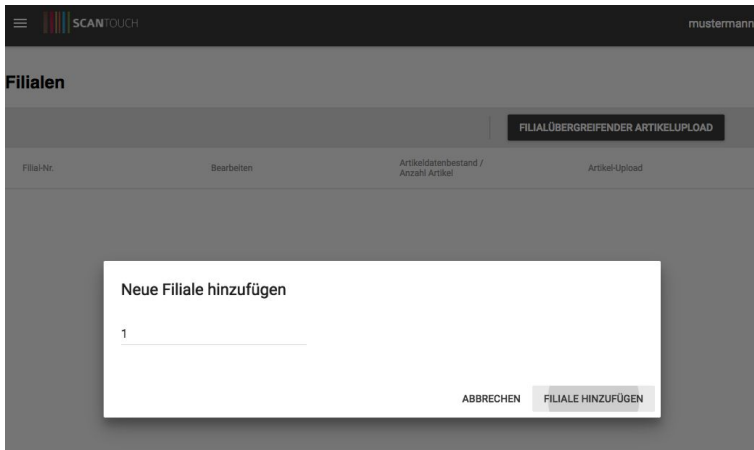 SCANTOUCH
mustermann
Filialen
FILIALÜBERGREIFENDER ARTIKELUPLOAD
Filial-Nr.
Bearbeiten
Artikeldatenbestand /
Anzahl Artikel
Artikel-Upload
Neue Filiale hinzufügen
1
ABBRECHEN
FILIALE HINZUFÜGEN